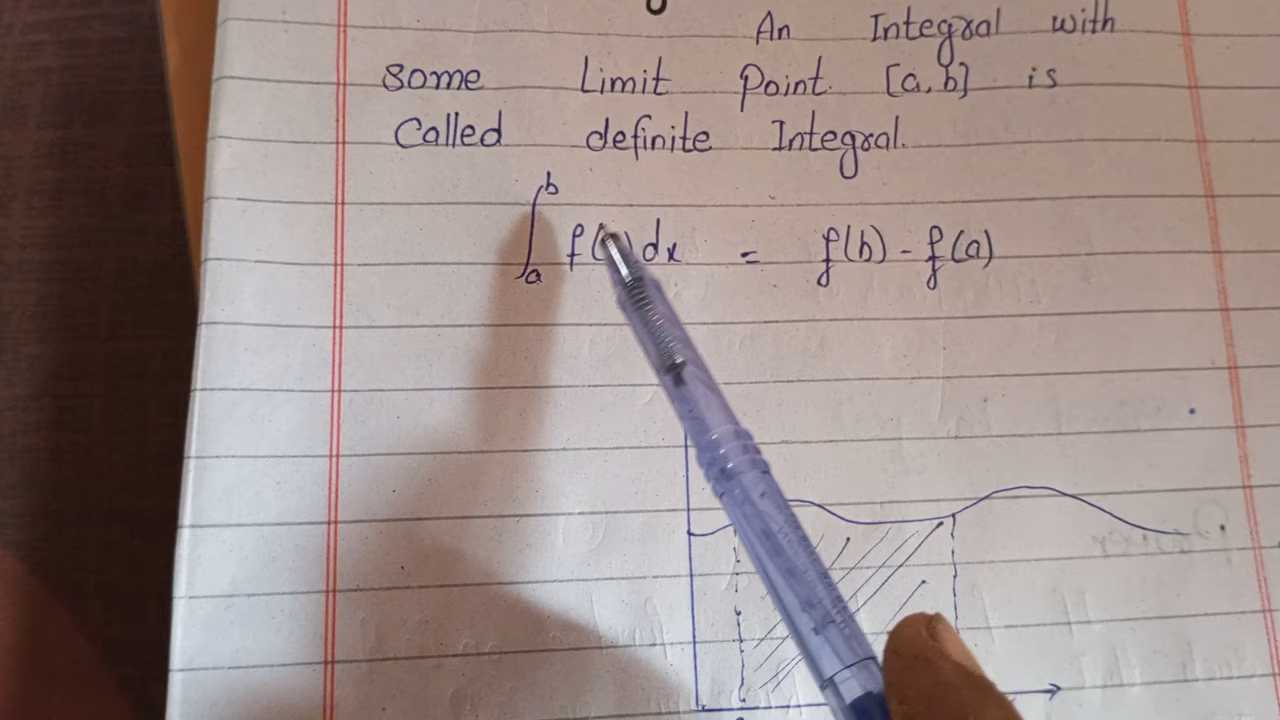 An Integral with
some Limit Point. [a,b] is
Called definite Integral.
∫ₐᵇ f( ) dx = f(b) - f(a)